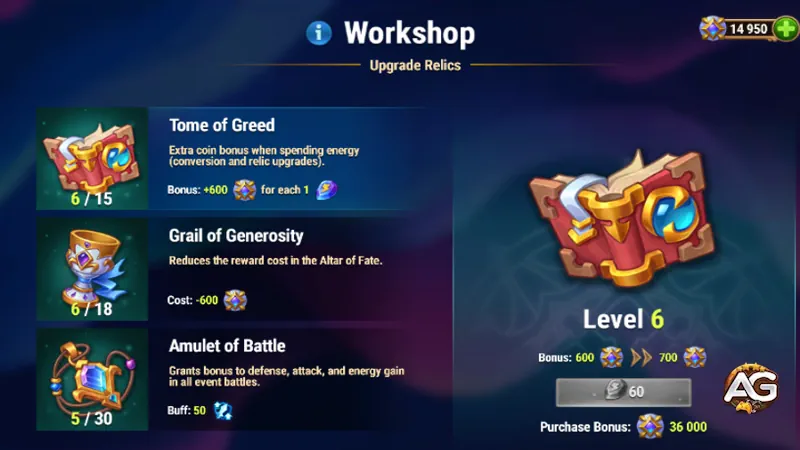 Workshop
14 950
Upgrade Relics
Tome of Greed
Extra coin bonus when spending energy
(conversion and relic upgrades).
Bonus: +600 for each 1
6 / 15
Grail of Generosity
Reduces the reward cost in the Altar of Fate.
Cost: -600
6 / 18
Amulet of Battle
Grants bonus to defense, attack, and energy gain
in all event battles.
Buff: 50
5 / 30
Level 6
Bonus: 600 700
60
Purchase Bonus: 36 000
AG